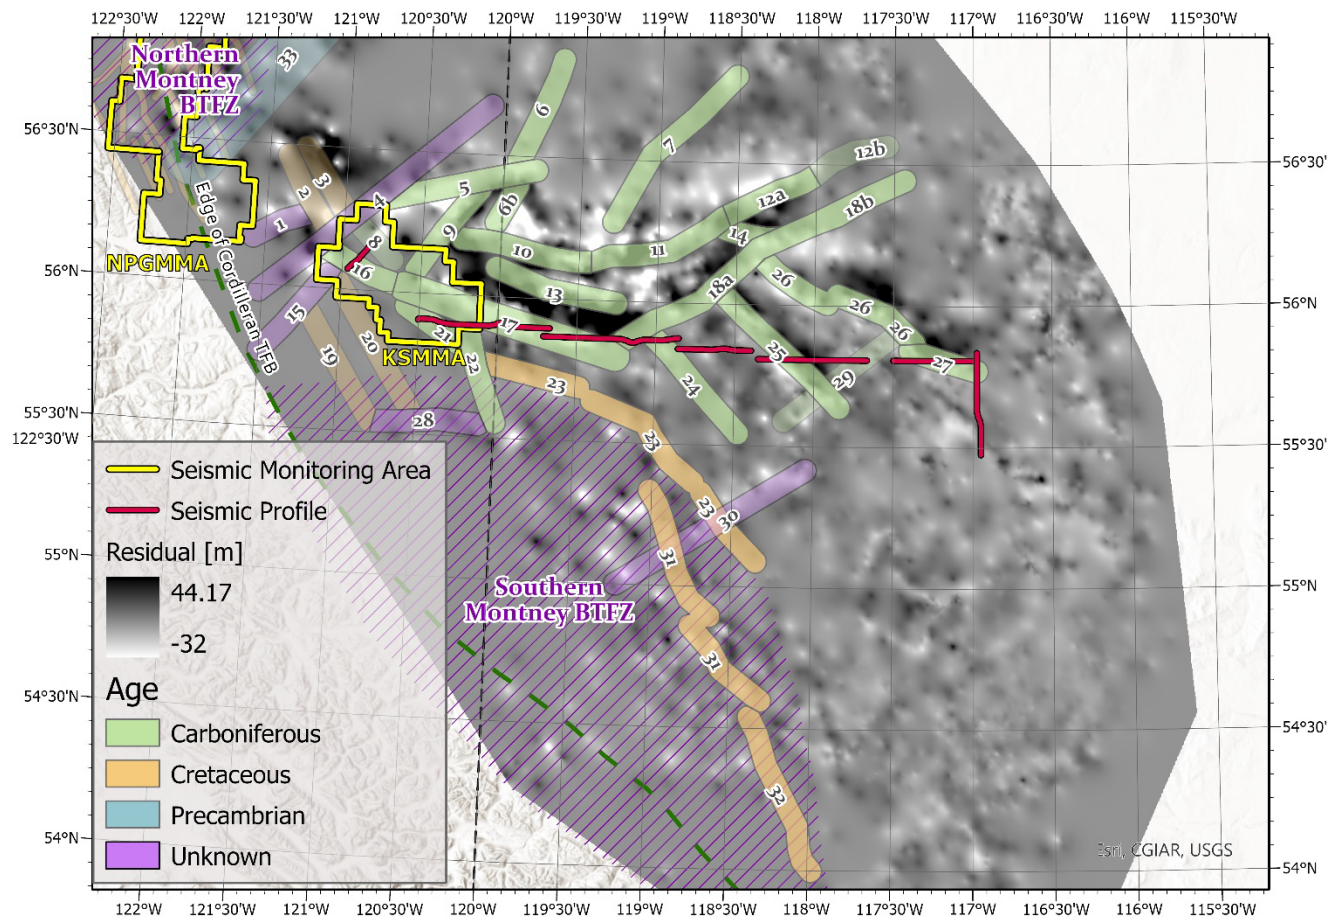 122°30'W 122°W 121°30'W 121°W 120°30'W 120°W 119°30'W 119°W 118°30'W 118°W 117°30'W 117°W 116°30'W 116°W 115°30'W
Northern
Montney
BTFZ
33
56°30'N
56°30'N
6
7
12b
3
2
5
4
6b
12a
18b
1
9
14
8
10
11
Edge of Cordilleran TFB
NPGMMA
56°N
56°N
16
13
18a
26
26
26
15
17
21
19
20
KSMMA
22
25
27
23
24
29
28
23
55°30'N
55°30'N
122°30'W
23
30
31
55°N
55°N
Southern
Montney BTFZ
31
54°30'N
54°30'N
32
54°N
54°N
Seismic Monitoring Area
Seismic Profile
Residual [m]
44.17
-32
Age
Carboniferous
Cretaceous
Precambrian
Unknown
Esri, CGIAR, USGS
122°W 121°30'W 121°W 120°30'W 120°W 119°30'W 119°W 118°30'W 118°W 117°30'W 117°W 116°30'W 116°W